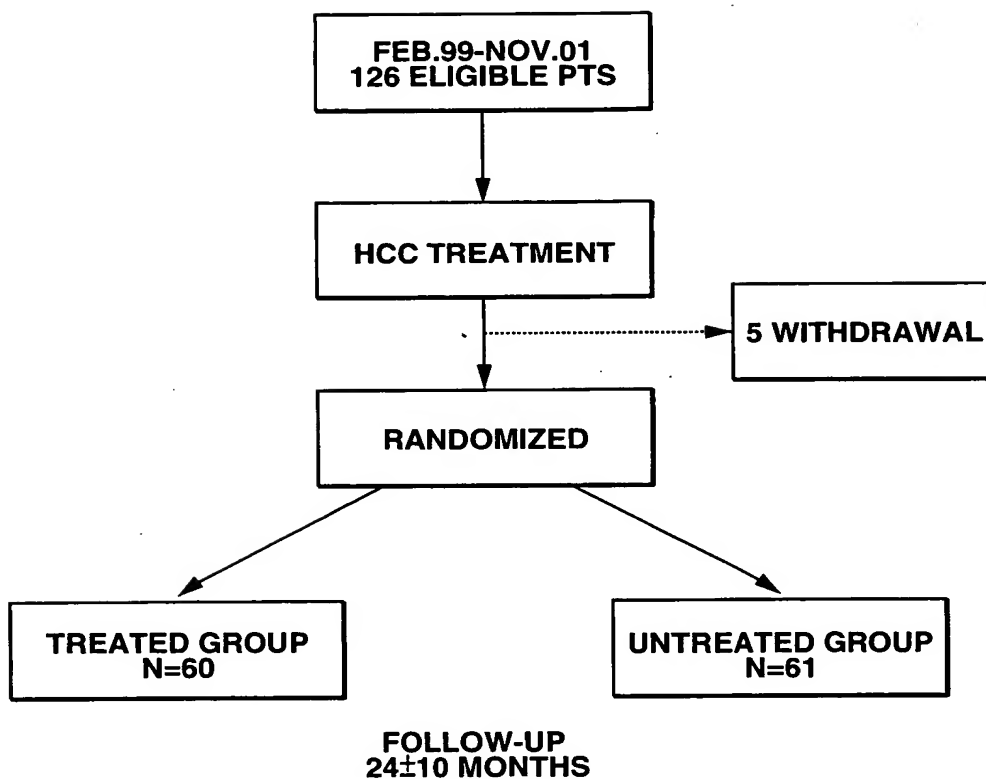 FEB.99-NOV.01
126 ELIGIBLE PTS
HCC TREATMENT
5 WITHDRAWAL
RANDOMIZED
TREATED GROUP
N=60
UNTREATED GROUP
N=61
FOLLOW-UP
24±10 MONTHS